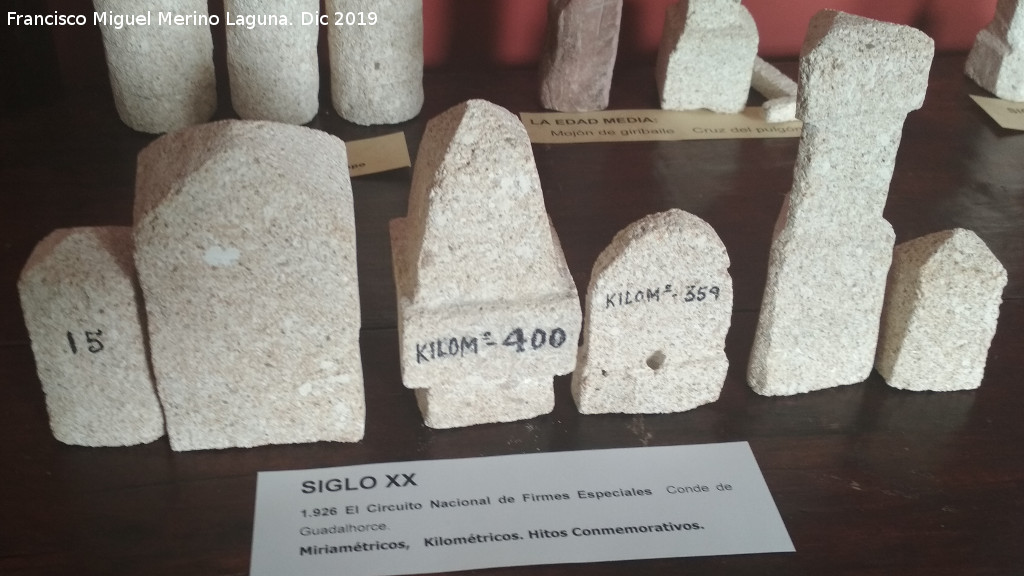 Francisco Miguel Merino Laguna. Dic 2019
LA EDAD MEDIA:
Mojón de giribaile Cruz del pulgón
15
KILOMº- 400
KILOMº- 359
SIGLO XX
1.926 El Circuito Nacional de Firmes Especiales Conde de
Guadalhorce.
Miriamétricos, Kilométricos. Hitos Conmemorativos.